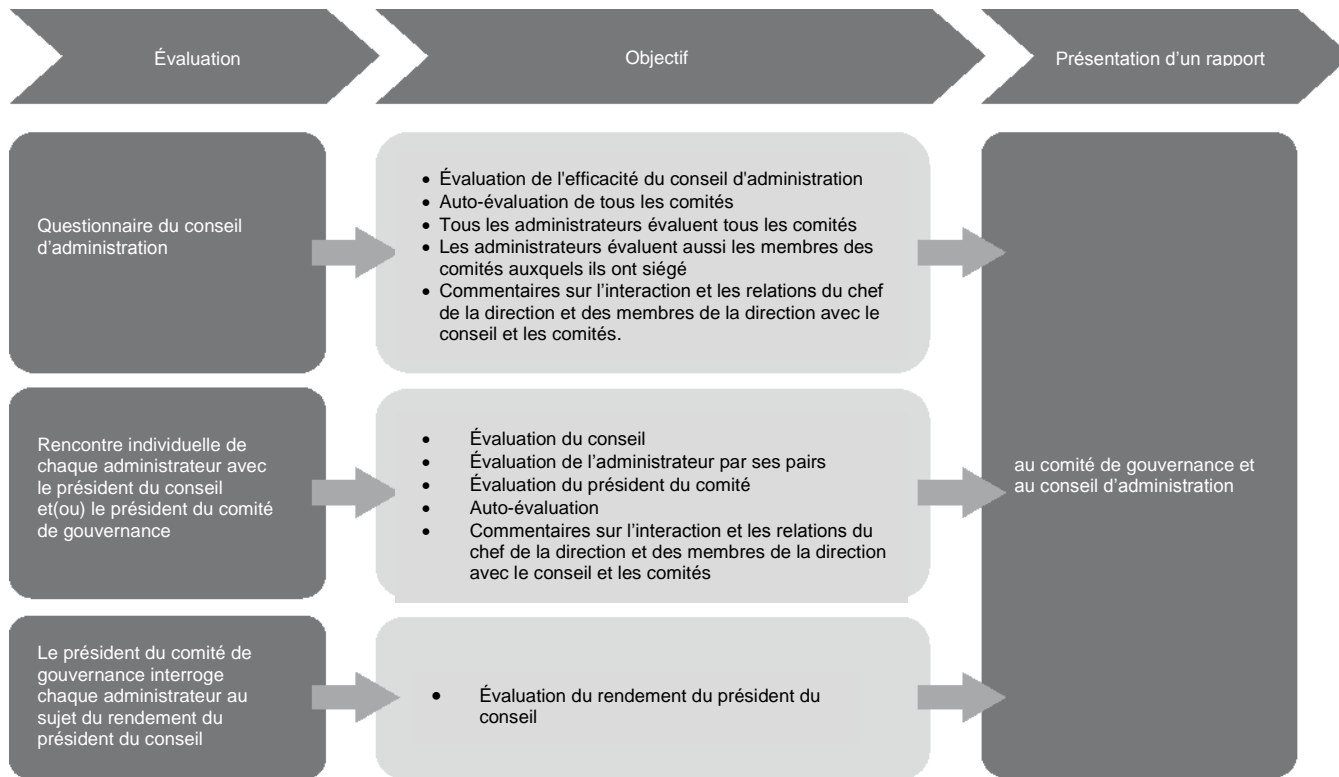 Évaluation
Objectif
Présentation d'un rapport
Questionnaire du conseil
d'administration
• Évaluation de l'efficacité du conseil d'administration
• Auto-évaluation de tous les comités
• Tous les administrateurs évaluent tous les comités
• Les administrateurs évaluent aussi les membres des
comités auxquels ils ont siégé
• Commentaires sur l'interaction et les relations du chef
de la direction et des membres de la direction avec le
conseil et les comités.
Rencontre individuelle de
chaque administrateur avec
le président du conseil
et(ou) le président du comité
de gouvernance
• Évaluation du conseil
• Évaluation de l'administrateur par ses pairs
• Évaluation du président du comité
• Auto-évaluation
• Commentaires sur l'interaction et les relations du
chef de la direction et des membres de la direction
avec le conseil et les comités
au comité de gouvernance et
au conseil d'administration
Le président du comité de
gouvernance interroge
chaque administrateur au
sujet du rendement du
président du conseil
• Évaluation du rendement du président du
conseil